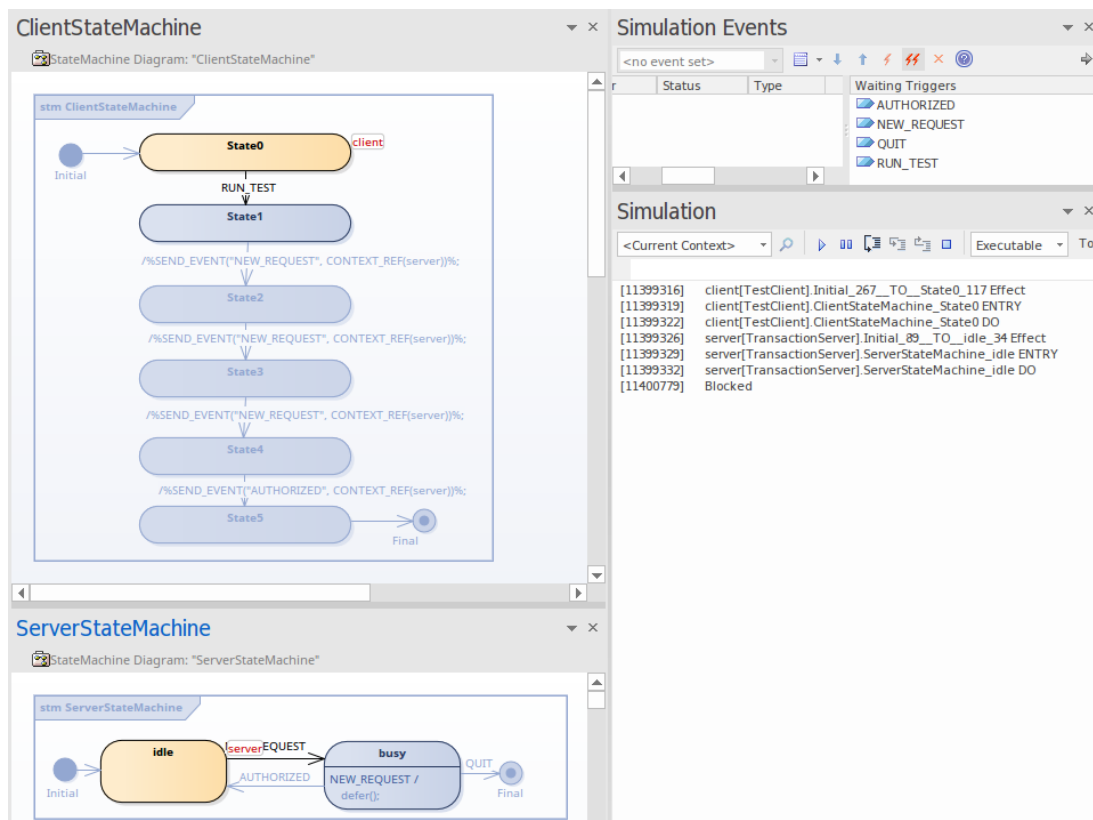 ClientStateMachine
StateMachine Diagram: "ClientStateMachine"
stm ClientStateMachine
State0
client
Initial
RUN_TEST
State1
/%SEND_EVENT("NEW_REQUEST", CONTEXT_REF(server))%;
State2
/%SEND_EVENT("NEW_REQUEST", CONTEXT_REF(server))%;
State3
/%SEND_EVENT("NEW_REQUEST", CONTEXT_REF(server))%;
State4
/%SEND_EVENT("AUTHORIZED", CONTEXT_REF(server))%;
State5
Final
ServerStateMachine
StateMachine Diagram: "ServerStateMachine"
stm ServerStateMachine
idle
server
EQUEST
busy
AUTHORIZED
NEW_REQUEST /
defer();
QUIT
Initial
Final
Simulation Events
<no event set>
r Status Type Waiting Triggers
AUTHORIZED
NEW_REQUEST
QUIT
RUN_TEST
Simulation
<Current Context> Executable To
[11399316] client[TestClient].Initial_267__TO__State0_117 Effect
[11399319] client[TestClient].ClientStateMachine_State0 ENTRY
[11399322] client[TestClient].ClientStateMachine_State0 DO
[11399326] server[TransactionServer].Initial_89__TO__idle_34 Effect
[11399329] server[TransactionServer].ServerStateMachine_idle ENTRY
[11399332] server[TransactionServer].ServerStateMachine_idle DO
[11400779] Blocked